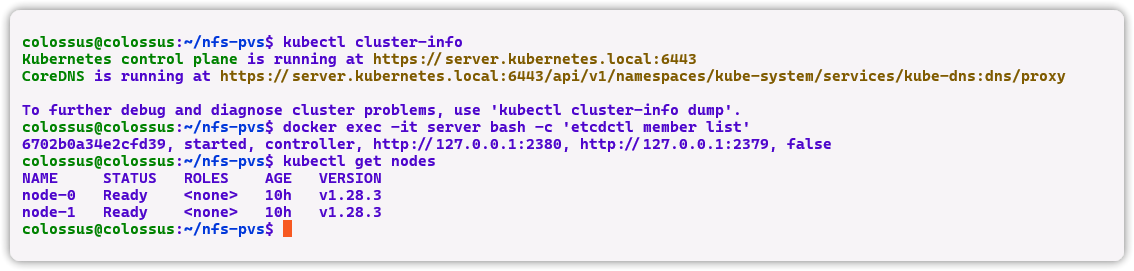 colossus@colossus:~/nfs-pvs$ kubectl cluster-info
Kubernetes control plane is running at https://server.kubernetes.local:6443
CoreDNS is running at https://server.kubernetes.local:6443/api/v1/namespaces/kube-system/services/kube-dns:dns/proxy

To further debug and diagnose cluster problems, use 'kubectl cluster-info dump'.
colossus@colossus:~/nfs-pvs$ docker exec -it server bash -c 'etcdctl member list'
6702b0a34e2cfd39, started, controller, http://127.0.0.1:2380, http://127.0.0.1:2379, false
colossus@colossus:~/nfs-pvs$ kubectl get nodes
NAME     STATUS   ROLES    AGE   VERSION
node-0   Ready    <none>   10h   v1.28.3
node-1   Ready    <none>   10h   v1.28.3
colossus@colossus:~/nfs-pvs$